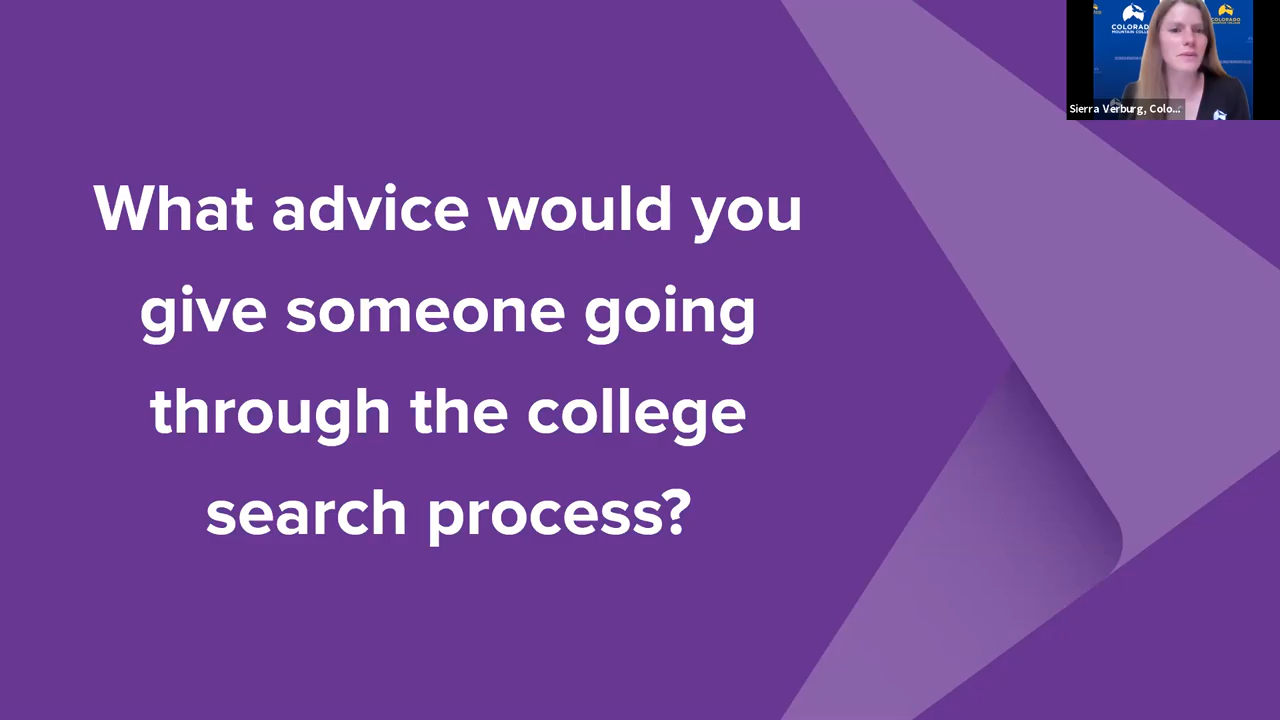 What advice would you
give someone going
through the college
search process?
COLORADO
MOUNTAIN COLLEGE
Sierra Verburg, Colo...